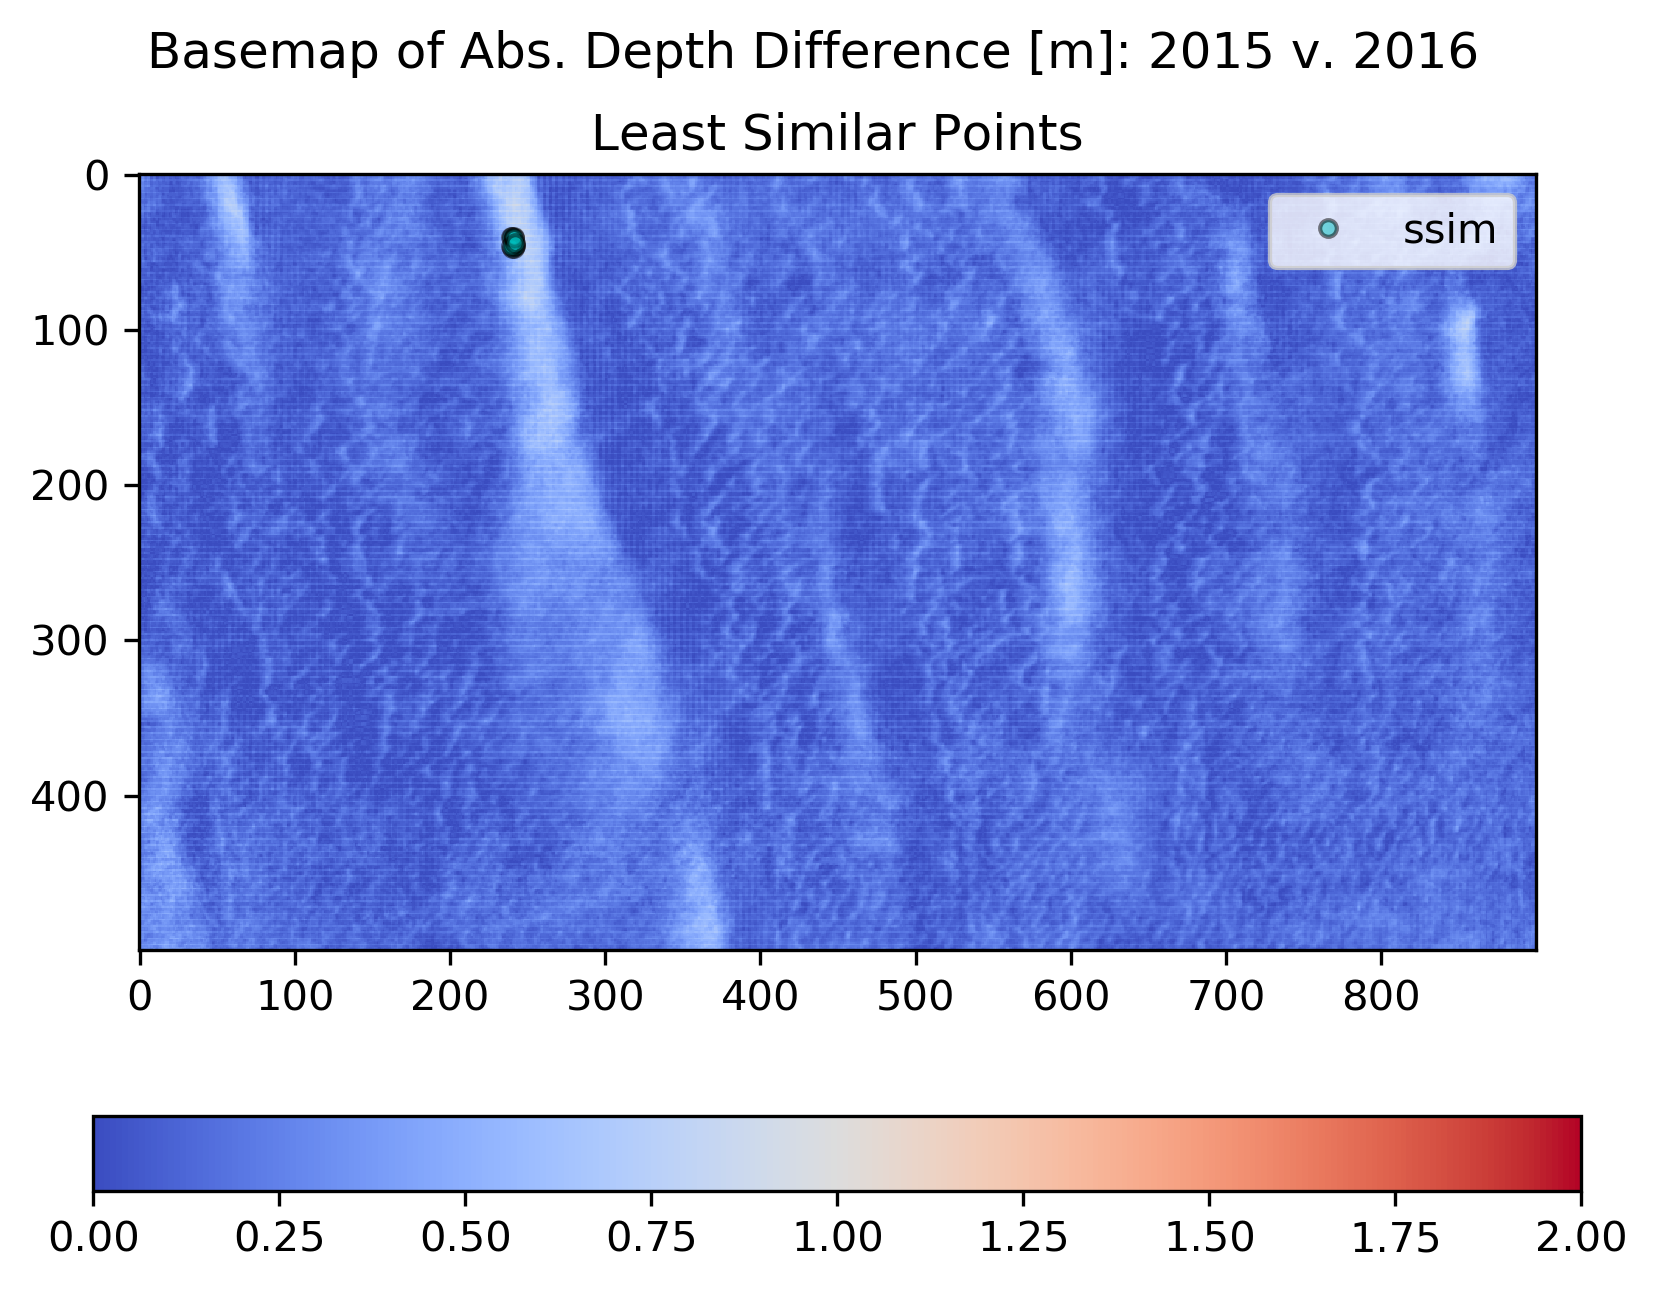 Basemap of Abs. Depth Difference [m]: 2015 v. 2016
Least Similar Points
ssim
0
100
200
300
400
0 100 200 300 400 500 600 700 800
0.00 0.25 0.50 0.75 1.00 1.25 1.50 1.75 2.00